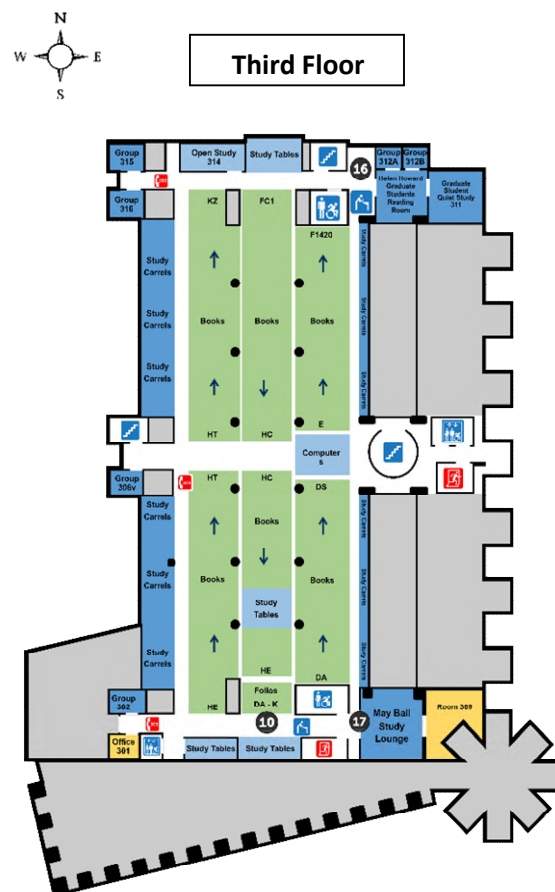 N
W
E
S
Third Floor
Group
315
Open Study
314
Study Tables
16
Group
312A
Group
312B
Helen Howard
Graduate
Students
Reading
Room
Graduate
Student
Quiet Study
311
Group
316
KZ
FC1
F1420
Study
Carrels
Study
Carrels
Study
Carrels
Books
Books
Books
Study Carrels
Study Carrels
Study Carrels
HT
HC
E
Computer
s
Group
306v
HT
HC
DS
Study
Carrels
Study
Carrels
Study
Carrels
Books
Books
Books
Study
Tables
Study Carrels
Study Carrels
Study Carrels
HE
DA
Group
302
HE
Folios
DA - K
10
17
May Ball
Study
Lounge
Room 309
Office
301
Study Tables
Study Tables